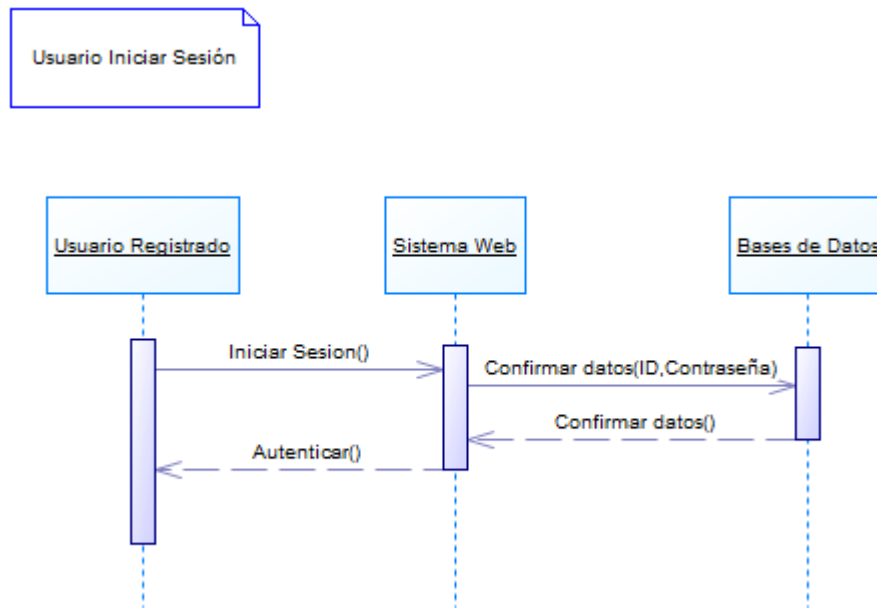 Usuario Iniciar Sesión
Usuario Registrado
Sistema Web
Bases de Datos
Iniciar Sesion()
Confirmar datos(ID,Contraseña)
Confirmar datos()
Autenticar()